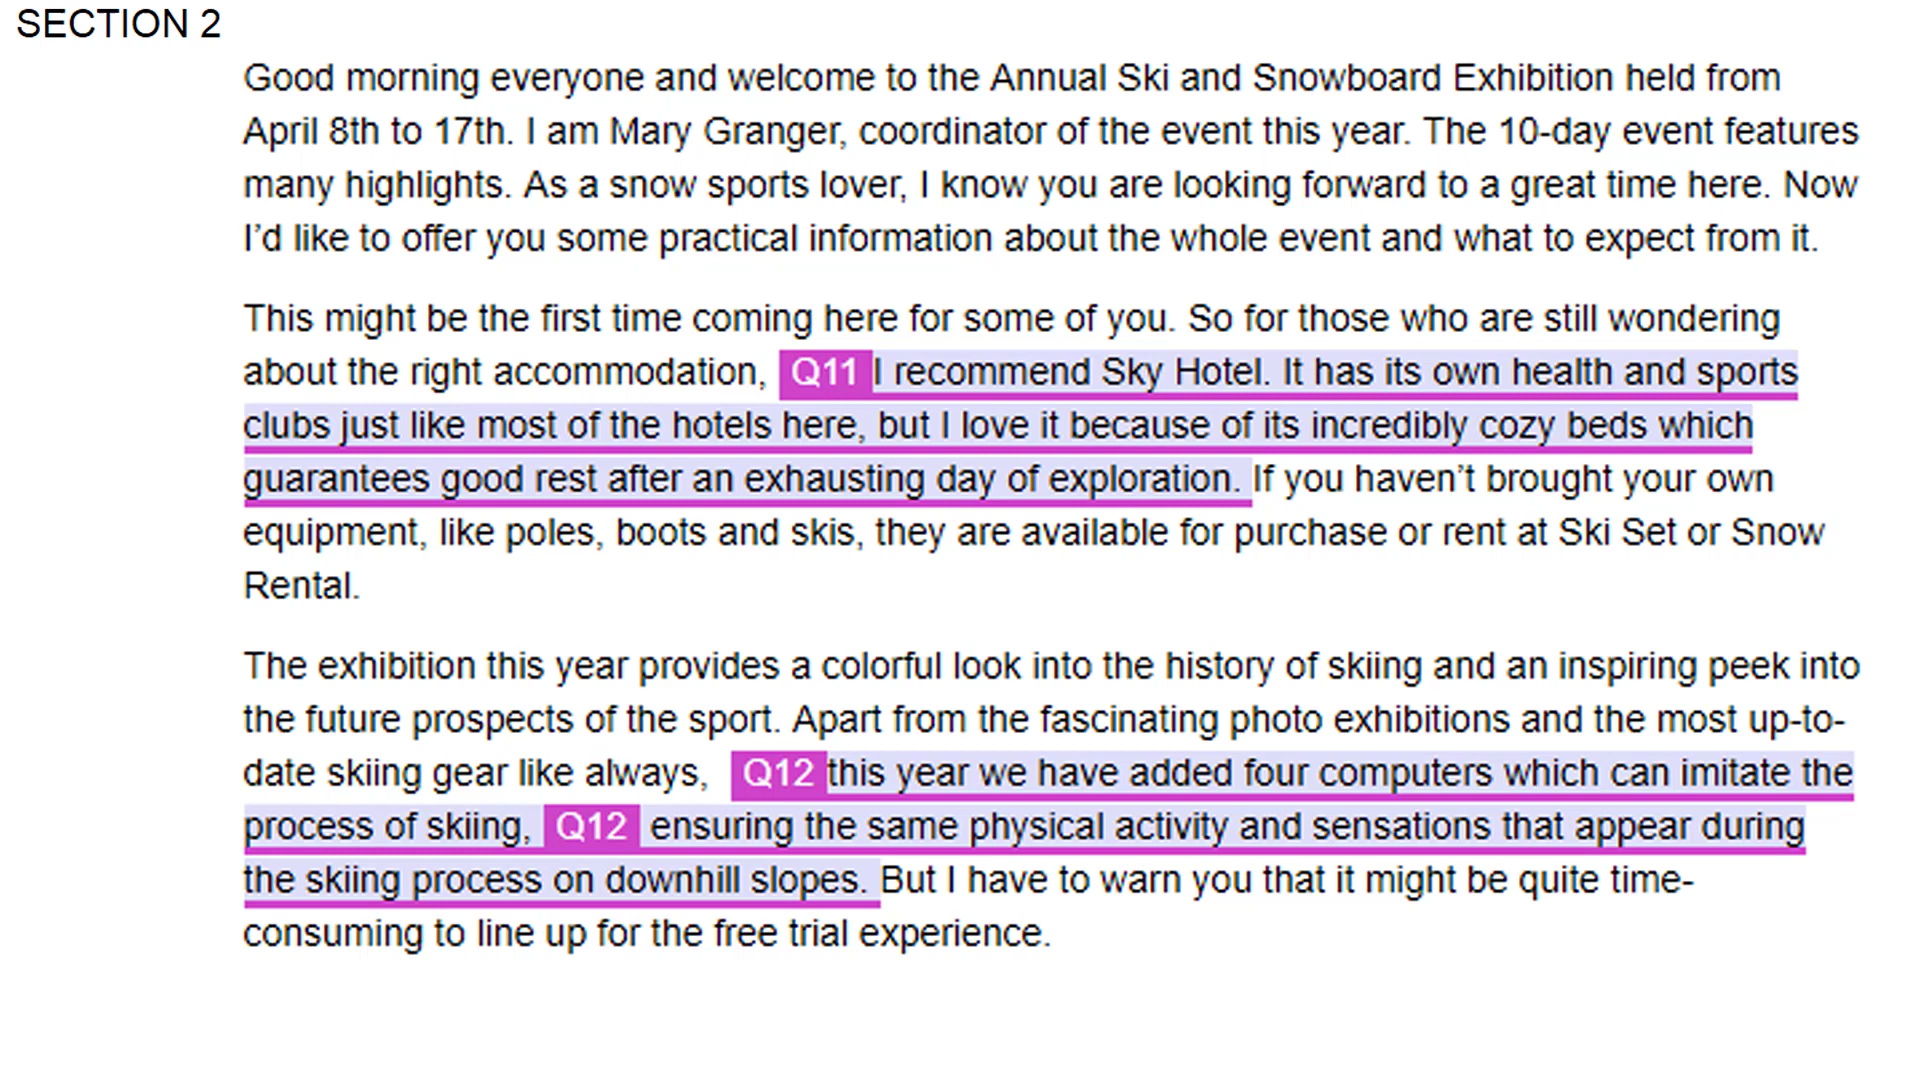 SECTION 2
Good morning everyone and welcome to the Annual Ski and Snowboard Exhibition held from
April 8th to 17th. I am Mary Granger, coordinator of the event this year. The 10-day event features
many highlights. As a snow sports lover, I know you are looking forward to a great time here. Now
I’d like to offer you some practical information about the whole event and what to expect from it.
This might be the first time coming here for some of you. So for those who are still wondering
about the right accommodation, Q11 I recommend Sky Hotel. It has its own health and sports
clubs just like most of the hotels here, but I love it because of its incredibly cozy beds which
guarantees good rest after an exhausting day of exploration. If you haven’t brought your own
equipment, like poles, boots and skis, they are available for purchase or rent at Ski Set or Snow
Rental.
The exhibition this year provides a colorful look into the history of skiing and an inspiring peek into
the future prospects of the sport. Apart from the fascinating photo exhibitions and the most up-to-
date skiing gear like always, Q12 this year we have added four computers which can imitate the
process of skiing, Q12 ensuring the same physical activity and sensations that appear during
the skiing process on downhill slopes. But I have to warn you that it might be quite time-
consuming to line up for the free trial experience.